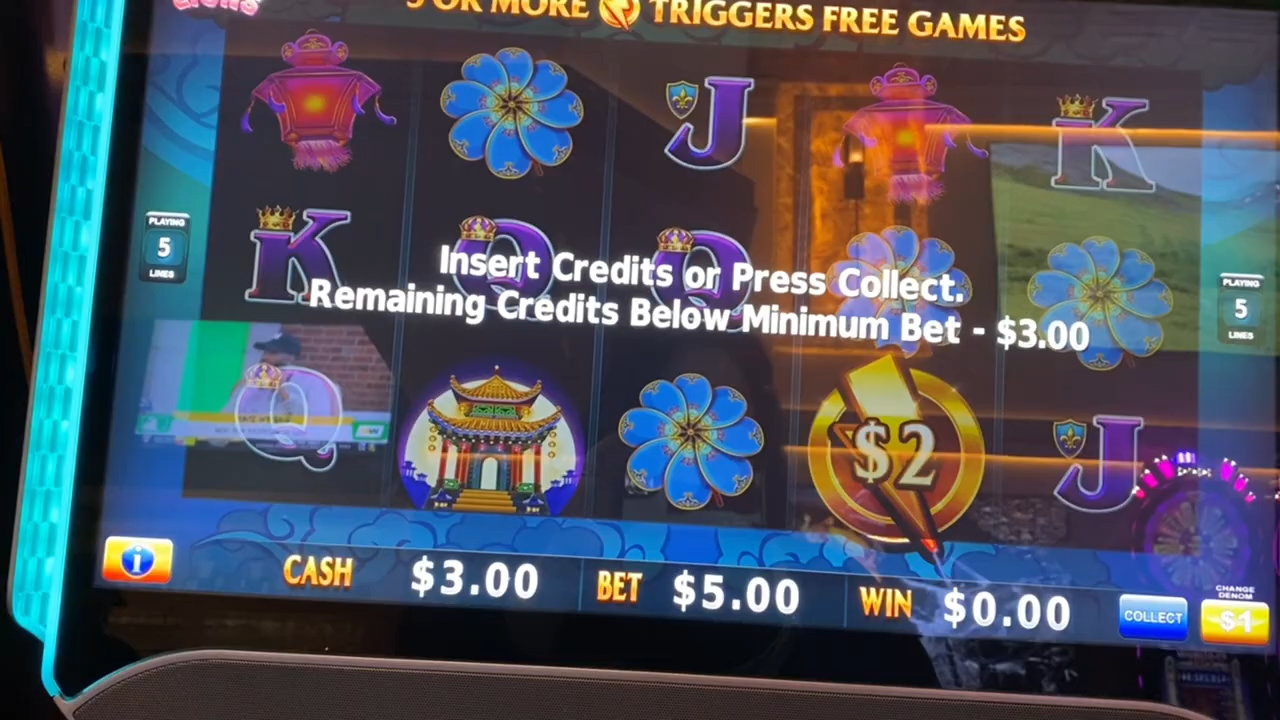 OR MORE TRIGGERS FREE GAMES
J
K
PLAYING
5
LINES
K
Q
Q
PLAYING
5
LINES
Insert Credits or Press Collect.
Remaining Credits Below Minimum Bet - $3.00
Q
$2
J
CASH $3.00 BET $5.00 WIN $0.00
COLLECT
CHANGE
DENOM
$1